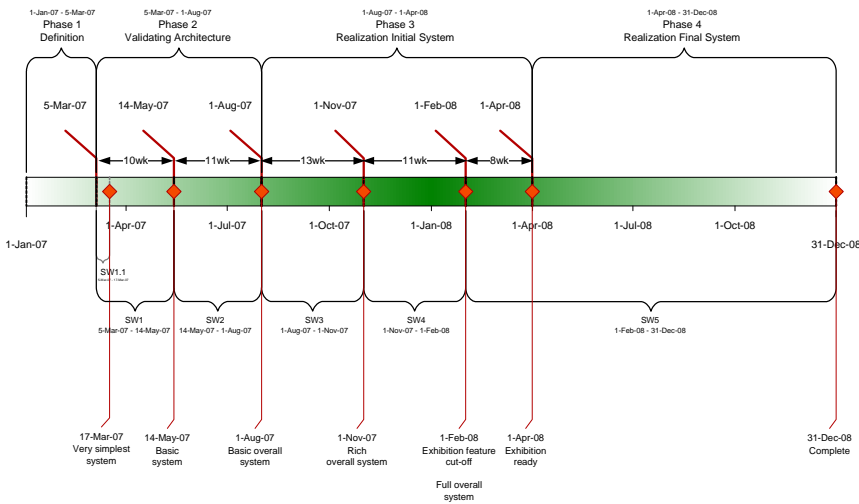 1-Jan-07 - 5-Mar-07
Phase 1
Definition
5-Mar-07 - 1-Aug-07
Phase 2
Validating Architecture
1-Aug-07 - 1-Apr-08
Phase 3
Realization Initial System
1-Apr-08 - 31-Dec-08
Phase 4
Realization Final System
5-Mar-07
14-May-07
1-Aug-07
1-Nov-07
1-Feb-08
1-Apr-08
10wk
11wk
13wk
11wk
8wk
1-Apr-07
1-Jul-07
1-Oct-07
1-Jan-08
1-Apr-08
1-Jul-08
1-Oct-08
1-Jan-07
31-Dec-08
SW1.1
5-Mar-07 - 17-Mar-07
SW1
5-Mar-07 - 14-May-07
SW2
14-May-07 - 1-Aug-07
SW3
1-Aug-07 - 1-Nov-07
SW4
1-Nov-07 - 1-Feb-08
SW5
1-Feb-08 - 31-Dec-08
17-Mar-07
Very simplest
system
14-May-07
Basic
system
1-Aug-07
Basic overall
system
1-Nov-07
Rich
overall system
1-Feb-08
Exhibition feature
cut-off
Full overall
system
1-Apr-08
Exhibition
ready
31-Dec-08
Complete